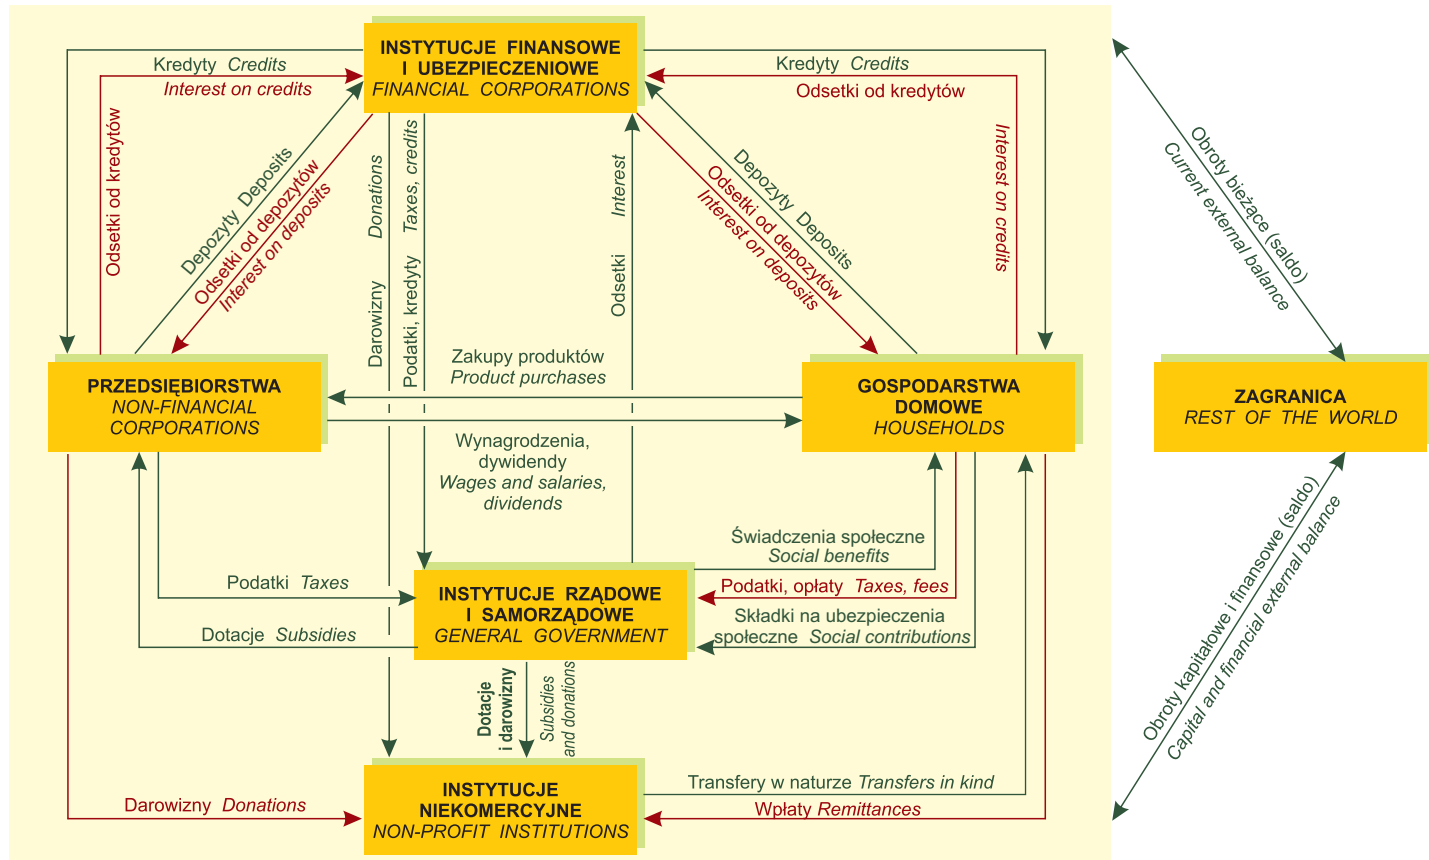 INSTYTUCJE FINANSOWE
I UBEZPIECZENIOWE
FINANCIAL CORPORATIONS
Kredyty Credits
Interest on credits
Odsetki od kredytów
Depozyty Deposits
Odsetki od depozytów
Interest on deposits
Darowizny Donations
Podatki, kredyty Taxes, credits
Odsetki Interest
Kredyty Credits
Odsetki od kredytów
Interest on credits
Depozyty Deposits
Odsetki od depozytów
Interest on deposits
Obroty bieżące (saldo)
Current external balance
PRZEDSIĘBIORSTWA
NON-FINANCIAL
CORPORATIONS
Zakupy produktów
Product purchases
Wynagrodzenia,
dywidendy
Wages and salaries,
dividends
GOSPODARSTWA
DOMOWE
HOUSEHOLDS
ZAGRANICA
REST OF THE WORLD
Podatki Taxes
Dotacje Subsidies
INSTYTUCJE RZĄDOWE
I SAMORZĄDOWE
GENERAL GOVERNMENT
Świadczenia społeczne
Social benefits
Podatki, opłaty Taxes, fees
Składki na ubezpieczenia
społeczne Social contributions
Obroty kapitałowe i finansowe (saldo)
Capital and financial external balance
Dotacje
i darowizny
Subsidies
and donations
Darowizny Donations
INSTYTUCJE
NIEKOMERCYJNE
NON-PROFIT INSTITUTIONS
Transfery w naturze Transfers in kind
Wpłaty Remittances